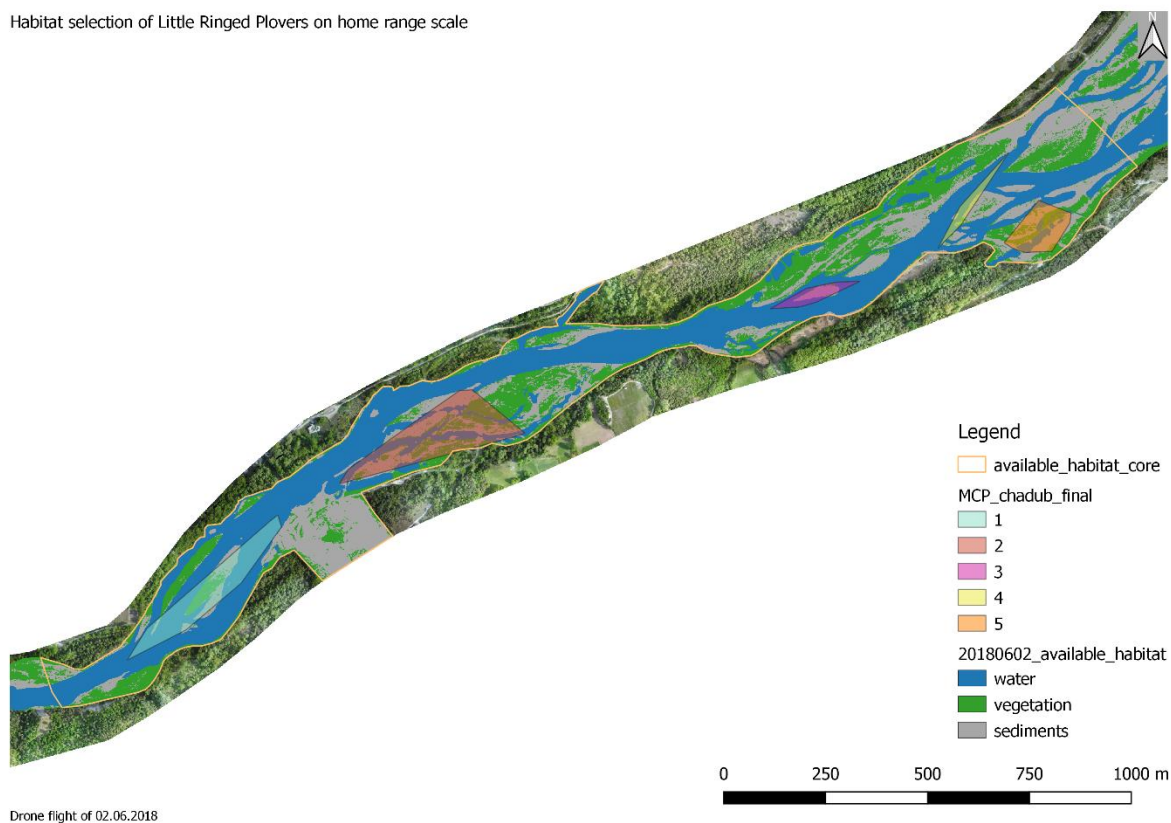 Habitat selection of Little Ringed Plovers on home range scale
N
Legend
available_habitat_core
MCP_chadub_final
1
2
3
4
5
20180602_available_habitat
water
vegetation
sediments
0 250 500 750 1000 m
Drone flight of 02.06.2018